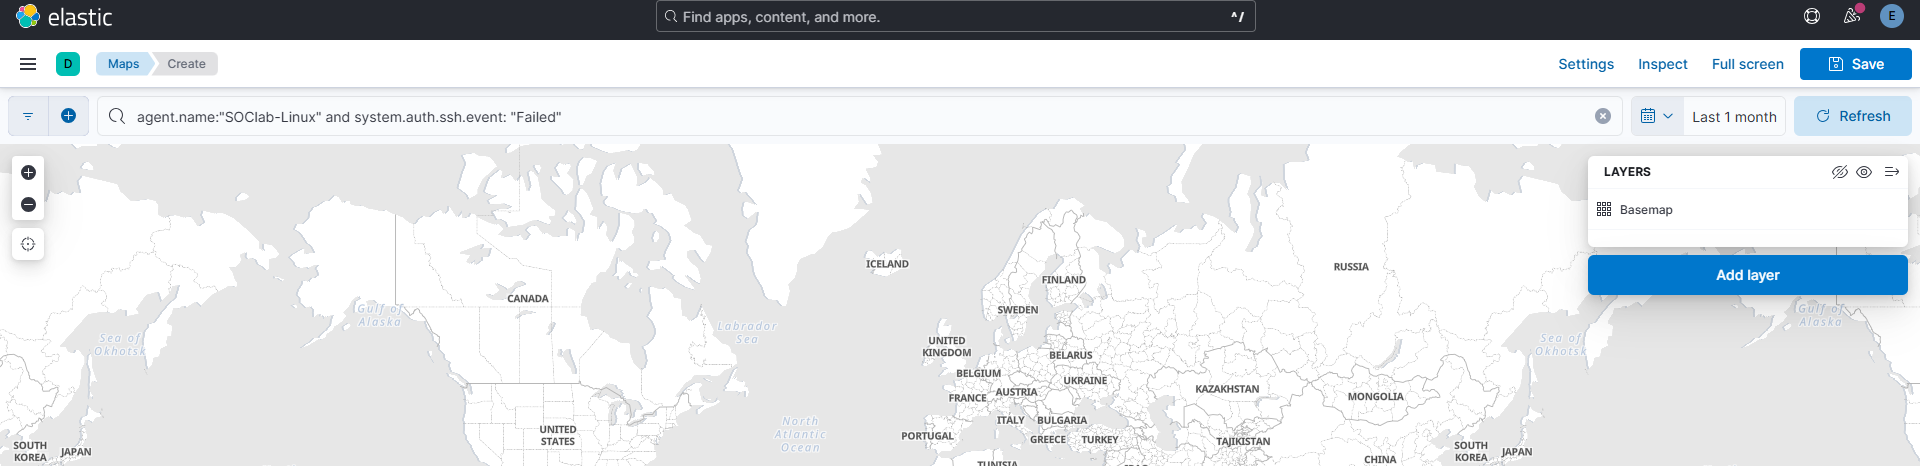 elastic
Find apps, content, and more.
^/
E
D
Maps
Create
Settings
Inspect
Full screen
Save
agent.name:"SOClab-Linux" and system.auth.ssh.event: "Failed"
Last 1 month
Refresh
LAYERS
Basemap
Add layer
ICELAND
RUSSIA
FINLAND
CANADA
Gulf of
Alaska
SWEDEN
Gulf of
Alaska
Labrador
Sea
Sea of
Okhotsk
UNITED
KINGDOM
Sea of
Okhotsk
BELARUS
BELGIUM
UKRAINE
KAZAKHSTAN
AUSTRIA
FRANCE
MONGOLIA
North
Atlantic
Ocean
ITALY
BULGARIA
UNITED
STATES
PORTUGAL
GREECE
TURKEY
TAJIKISTAN
SOUTH
KOREA
JAPAN
SOUTH
KOREA
JAPAN
CHINA
TUNISIA
IRAQ